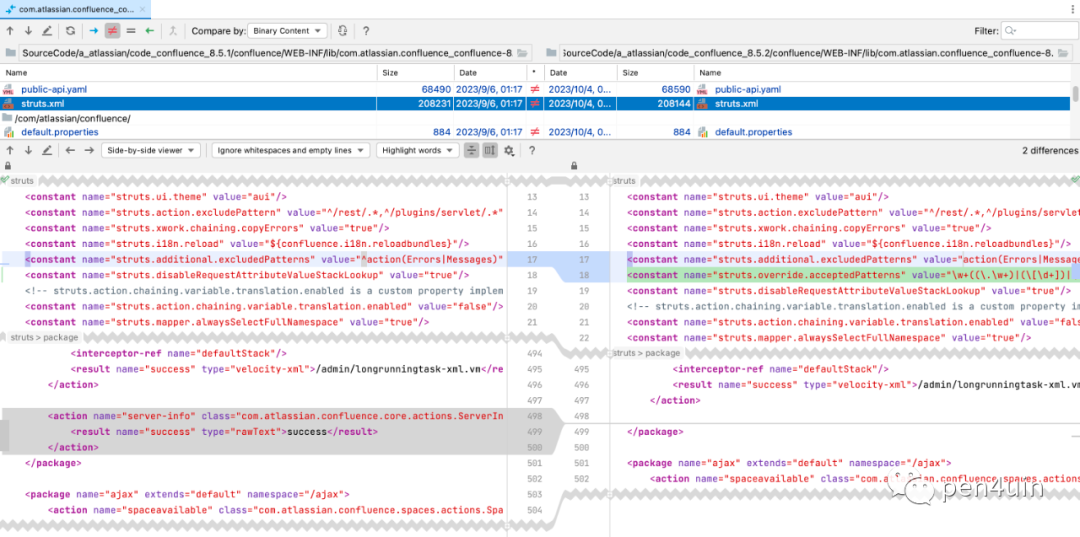 com.atlassian.confluence_co...
Compare by: Binary Content ? Filter:
SourceCode/a_atlassian/code_confluence_8.5.1/confluence/WEB-INF/lib/com.atlassian.confluence_confluence-8.
SourceCode/a_atlassian/code_confluence_8.5.2/confluence/WEB-INF/lib/com.atlassian.confluence_confluence-8.
Name Size Date * Date Size Name
public-api.yaml 68490 2023/9/6, 01:17 2023/10/4, 0... 68590 public-api.yaml
struts.xml 208231 2023/9/6, 01:17 2023/10/4, 0... 208144 struts.xml
/com/atlassian/confluence/
default.properties 884 2023/9/6, 01:17 2023/10/4, 0... 884 default.properties
Side-by-side viewer Ignore whitespaces and empty lines Highlight words ? 2 differences
struts
<constant name="struts.ui.theme" value="aui"/> 13
<constant name="struts.action.excludePattern" value="^/rest/.*,^/plugins/servlet/.*" 14
<constant name="struts.xwork.chaining.copyErrors" value="true"/> 15
<constant name="struts.i18n.reload" value="${confluence.i18n.reloadbundles}"/> 16
<constant name="struts.additional.excludedPatterns" value="^action(Errors|Messages)" 17
<constant name="struts.disableRequestAttributeValueStackLookup" value="true"/> 18
<!-- struts.action.chaining.variable.translation.enabled is a custom property implem 19
<constant name="struts.action.chaining.variable.translation.enabled" value="false"/> 20
<constant name="struts.mapper.alwaysSelectFullNamespace" value="true"/> 21
struts > package
<interceptor-ref name="defaultStack"/> 494
<result name="success" type="velocity-xml">/admin/longrunningtask-xml.vm</re 495
</action> 496
497
<action name="server-info" class="com.atlassian.confluence.core.actions.ServerIn 498
<result name="success" type="rawText">success</result> 499
</action> 500
</package> 501
<package name="ajax" extends="default" namespace="/ajax"> 503
<action name="spaceavailable" class="com.atlassian.confluence.spaces.actions.Spa 504
struts
13 <constant name="struts.ui.theme" value="aui"/>
14 <constant name="struts.action.excludePattern" value="^/rest/.*,^/plugins/serv
15 <constant name="struts.xwork.chaining.copyErrors" value="true"/>
16 <constant name="struts.i18n.reload" value="${confluence.i18n.reloadbundles}"/>
17 <constant name="struts.additional.excludedPatterns" value="action(Errors|Message
18 <constant name="struts.override.acceptedPatterns" value="\w+((\.\w+)|(\[\d+])|
19 <constant name="struts.disableRequestAttributeValueStackLookup" value="true"/>
20 <!-- struts.action.chaining.variable.translation.enabled is a custom property im
21 <constant name="struts.action.chaining.variable.translation.enabled" value="fals
22 <constant name="struts.mapper.alwaysSelectFullNamespace" value="true"/>
struts > package
495 <interceptor-ref name="defaultStack"/>
496 <result name="success" type="velocity-xml">/admin/longrunningtask-xml.vm
497 </action>
498
499 </package>
500
501 <package name="ajax" extends="default" namespace="/ajax">
502 <action name="spaceavailable" class="com.atlassian.confluence.spaces.actions.
pen4uin